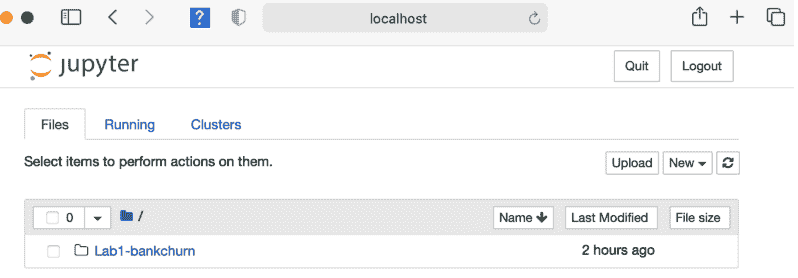 localhost
jupyter Quit Logout
Files Running Clusters
Select items to perform actions on them. Upload New
0 / Name Last Modified File size
Lab1-bankchurn 2 hours ago